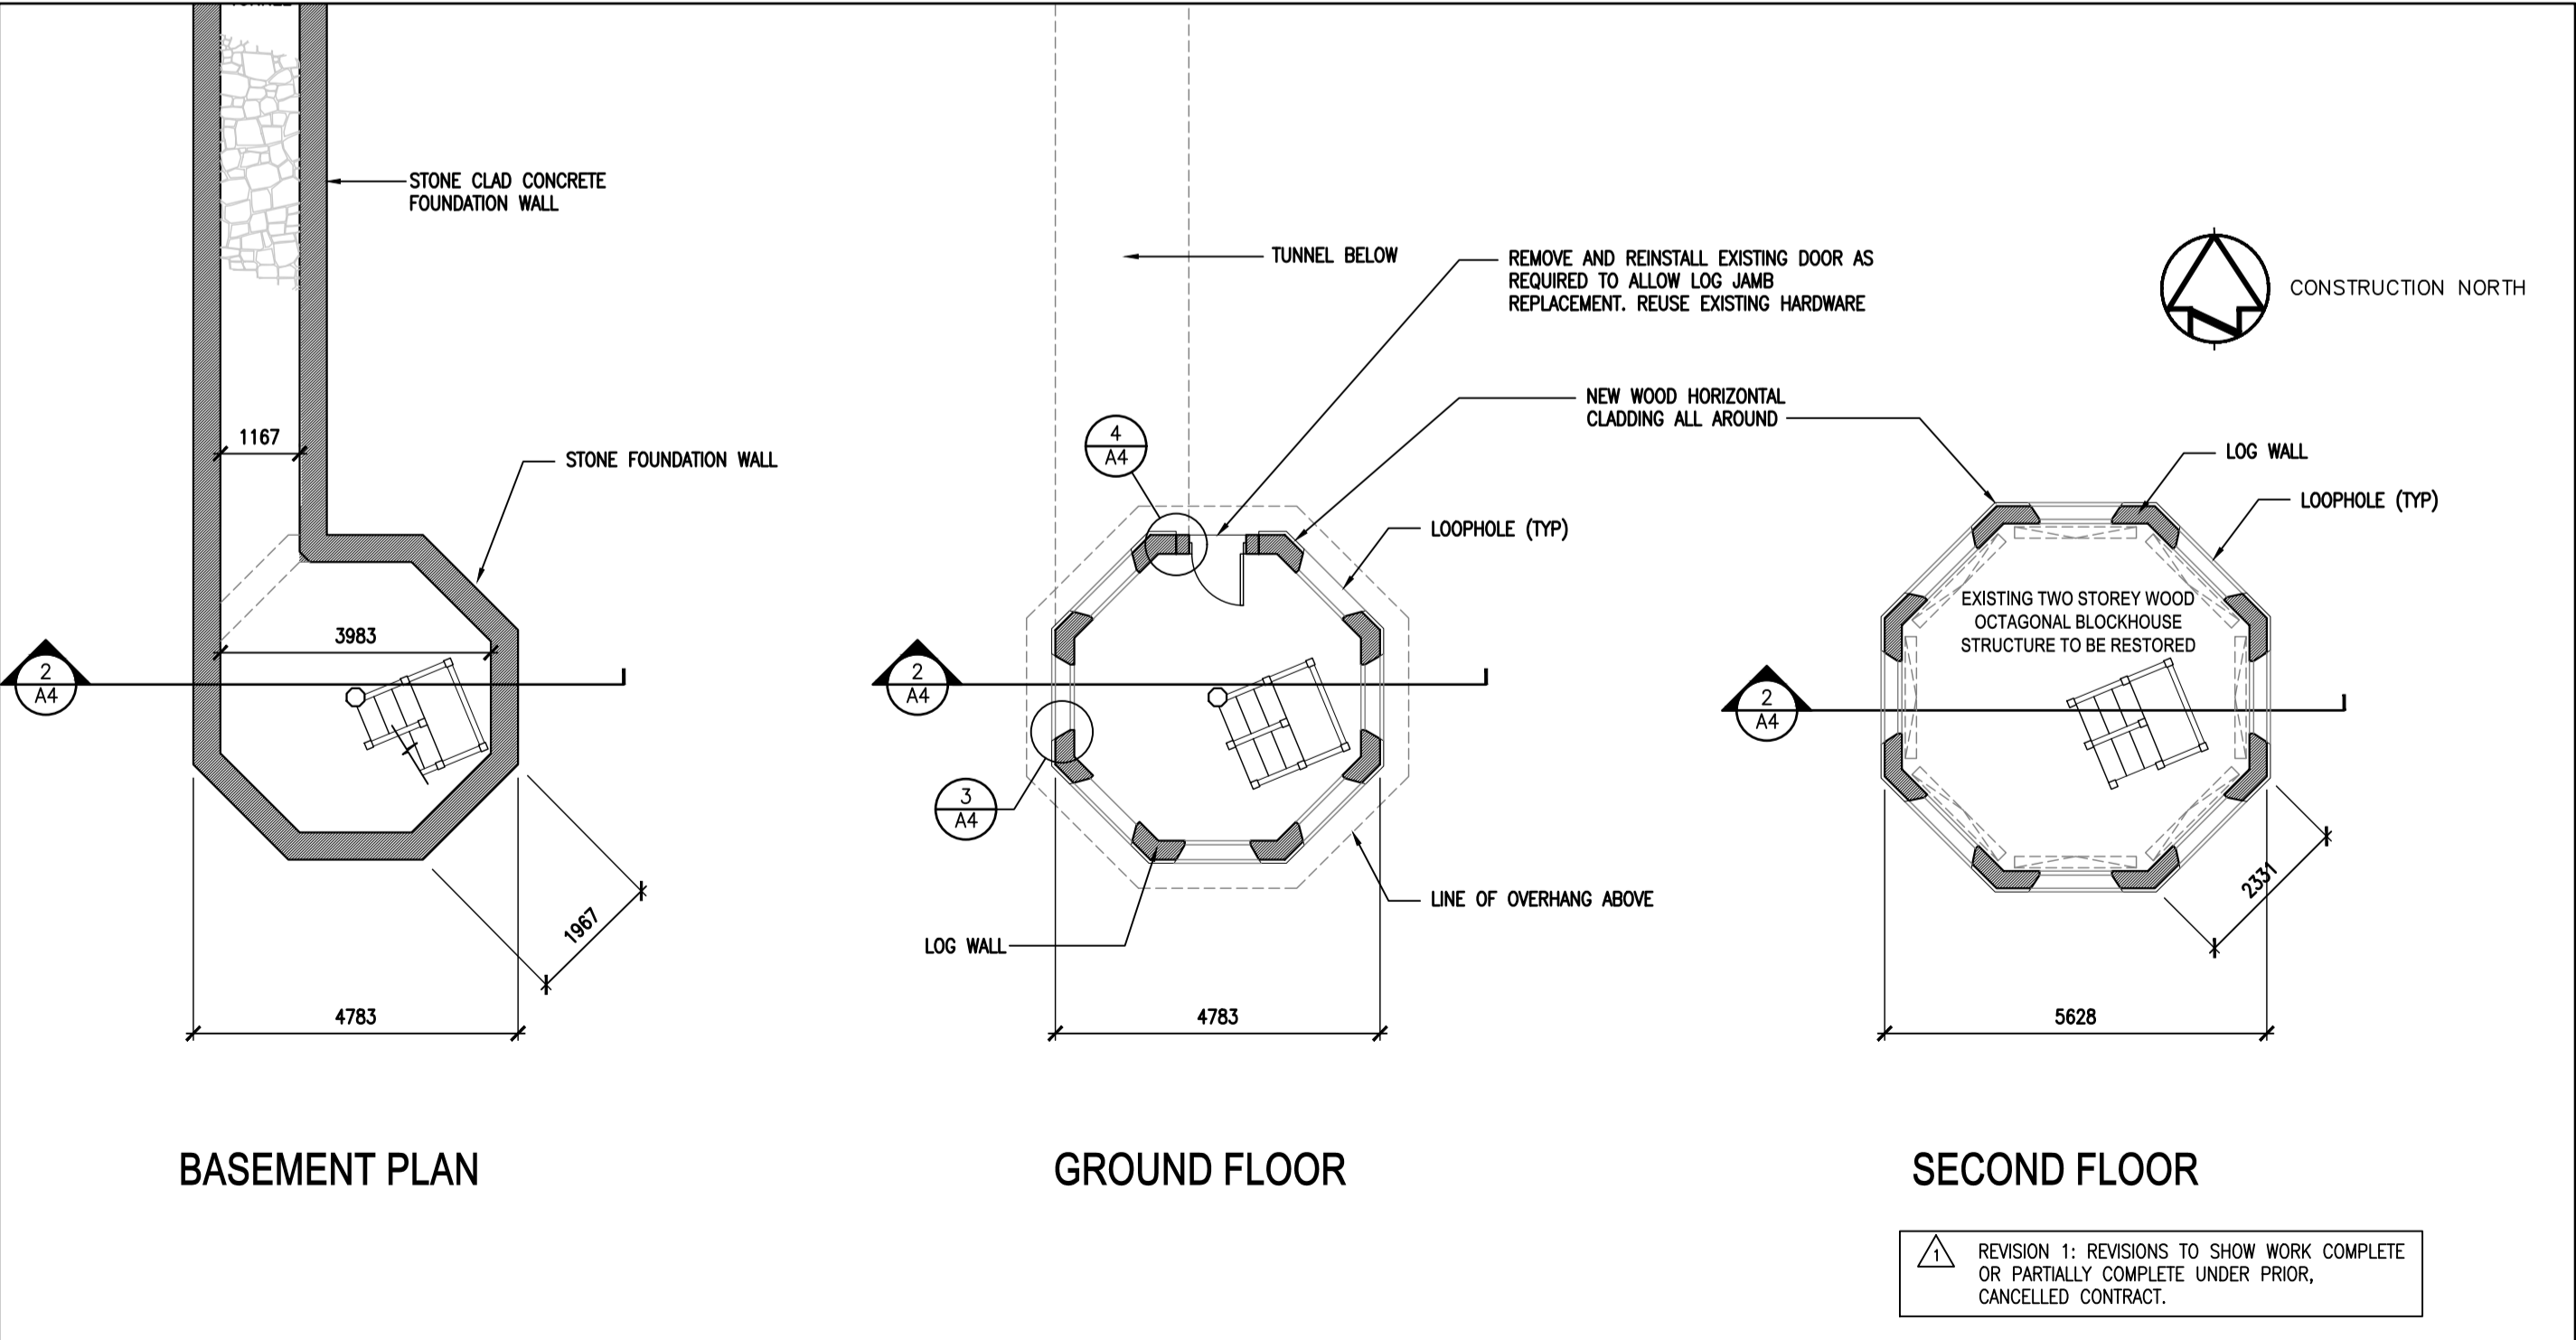 STONE CLAD CONCRETE
FOUNDATION WALL
1167
STONE FOUNDATION WALL
3983
2
A4
1967
4783
BASEMENT PLAN
TUNNEL BELOW
REMOVE AND REINSTALL EXISTING DOOR AS
REQUIRED TO ALLOW LOG JAMB
REPLACEMENT. REUSE EXISTING HARDWARE
NEW WOOD HORIZONTAL
CLADDING ALL AROUND
4
A4
LOOPHOLE (TYP)
2
A4
3
A4
LINE OF OVERHANG ABOVE
LOG WALL
4783
GROUND FLOOR
CONSTRUCTION NORTH
LOG WALL
LOOPHOLE (TYP)
EXISTING TWO STOREY WOOD
OCTAGONAL BLOCKHOUSE
STRUCTURE TO BE RESTORED
2
A4
2331
5628
SECOND FLOOR
1
REVISION 1: REVISIONS TO SHOW WORK COMPLETE
OR PARTIALLY COMPLETE UNDER PRIOR,
CANCELLED CONTRACT.